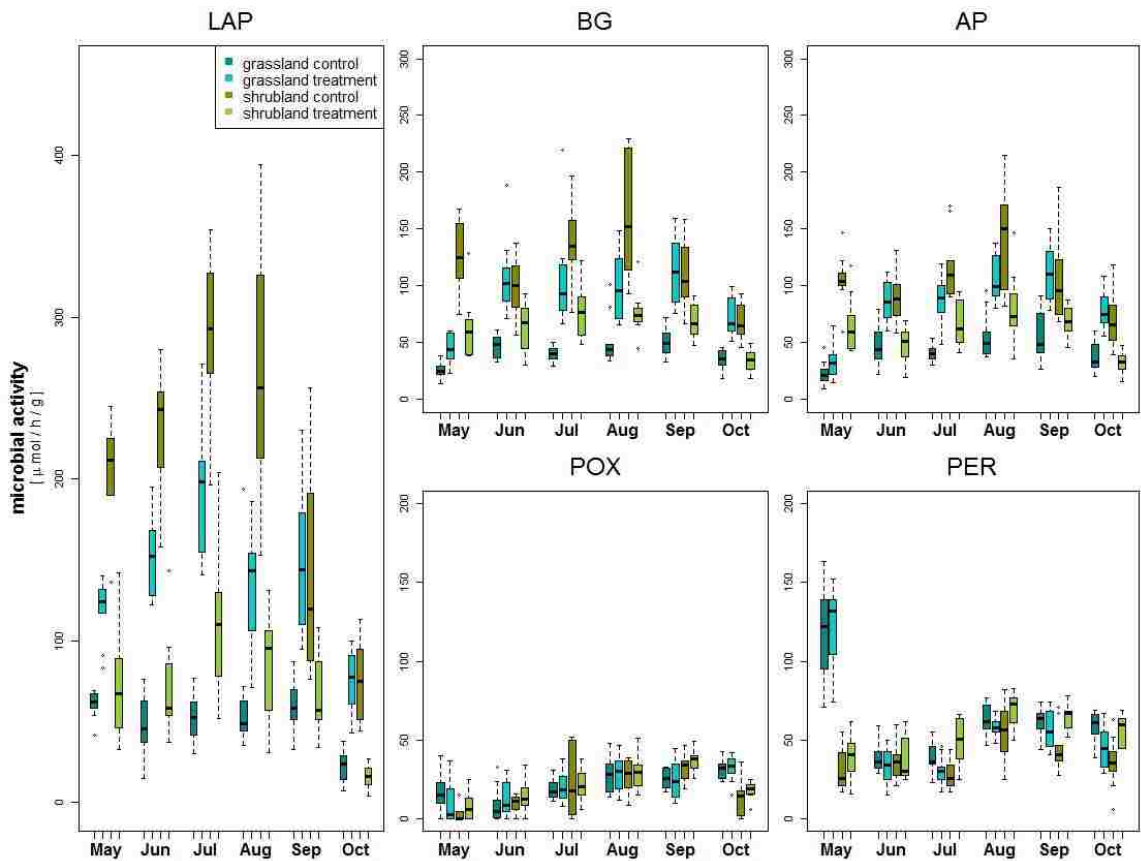 LAP
BG
AP
grassland control
grassland treatment
shrubland control
shrubland treatment
microbial activity
[ μ mol / h / g ]
0
100
200
300
400
May Jun Jul Aug Sep Oct
0
50
100
150
200
250
300
May Jun Jul Aug Sep Oct
0
50
100
150
200
250
300
May Jun Jul Aug Sep Oct
POX
PER
0
50
100
150
200
May Jun Jul Aug Sep Oct
0
50
100
150
200
May Jun Jul Aug Sep Oct